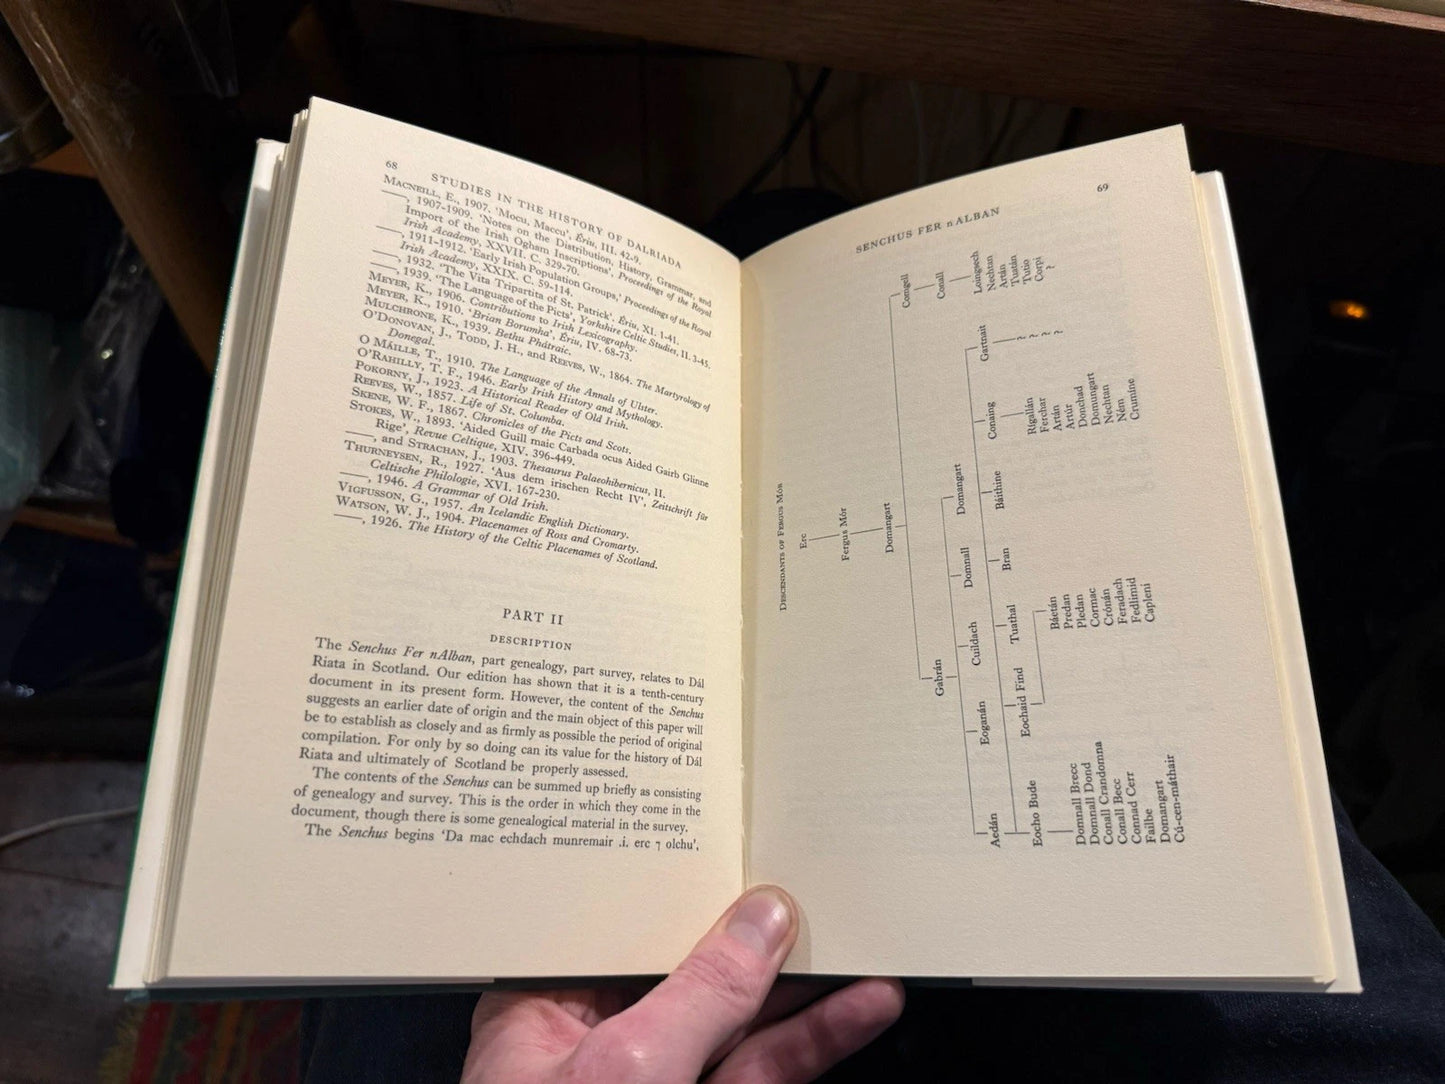 68
STUDIES IN THE HISTORY OF DALRIADA
MACNEILL, E., 1907. ‘Mocu, Maccu’. Ériu, III. 42-9.
——, 1907-1909. ‘Notes on the Distribution, History, Grammar, and
Import of the Irish Ogham Inscriptions’, Proceedings of the Royal
Irish Academy, XXVII. C. 329-70.
——, 1911-1912. ‘Early Irish Population Groups,’ Proceedings of the Royal
Irish Academy, XXIX. C. 59-114.
——, 1932. ‘The Vita Tripartita of St. Patrick’. Ériu, XI. 1-41.
——, 1939. ‘The Language of the Picts’, Yorkshire Celtic Studies, II. 3-45.
MEYER, K., 1906. Contributions to Irish Lexicography.
MEYER, K., 1910. ‘Brian Borumha’, Ériu, IV. 68-73.
MULCHRONE, K., 1939. Bethu Phátraic.
O’DONOVAN, J., TODD, J. H., and REEVES, W., 1864. The Martyrology of
Donegal.
O MÁILLE, T., 1910. The Language of the Annals of Ulster.
O’RAHILLY, T. F., 1946. Early Irish History and Mythology.
POKORNY, J., 1923. A Historical Reader of Old Irish.
REEVES, W., 1857. Life of St. Columba.
SKENE, W. F., 1867. Chronicles of the Picts and Scots.
STOKES, W., 1893. ‘Aided Guill maic Carbada ocus Aided Gairb Glinne
Rige’, Revue Celtique, XIV. 396-449.
——, and STRACHAN, J., 1903. Thesaurus Palaeohibernicus, II.
THURNEYSEN, R., 1927. ‘Aus dem irischen Recht IV’, Zeitschrift für
Celtische Philologie, XVI. 167-230.
——, 1946. A Grammar of Old Irish.
VIGFUSSON, G., 1957. An Icelandic English Dictionary.
WATSON, W. J., 1904. Placenames of Ross and Cromarty.
——, 1926. The History of the Celtic Placenames of Scotland.
PART II
DESCRIPTION
The Senchus Fer nAlban, part genealogy, part survey, relates to Dál
Riata in Scotland. Our edition has shown that it is a tenth-century
document in its present form. However, the content of the Senchus
suggests an earlier date of origin and the main object of this paper will
be to establish as closely and as firmly as possible the period of original
compilation. For only by so doing can its value for the history of Dál
Riata and ultimately of Scotland be properly assessed.
The contents of the Senchus can be summed up briefly as consisting
of genealogy and survey. This is the order in which they come in the
document, though there is some genealogical material in the survey.
The Senchus begins ‘Da mac echdach munremair .i. erc ⁊ olchu’,
SENCHUS FER nALBAN
69
DESCENDANTS OF FERGUS MÓR
Erc
Fergus Mór
Domangart
Gabrán
Comgell
Conall
Loingsech
Nechtan
Artán
Tuatán
Tutio
Corpi
?
Aedán
Eoganán
Cuildach
Domnall
Domangart
Eocho Bude
Eochaid Find
Tuathal
Bran
Báithíne
Conaing
Gartnait
? ? ? ?
Domnall Brecc
Domnall Dond
Conall Crandomna
Conall Becc
Connad Cerr
Failbe
Domangart
Cú-cen-máthair
Báetán
Predan
Pledan
Cormac
Crónán
Feradach
Fedlimid
Capleni
Rígallán
Ferchar
Artán
Artúr
Donchad
Domungart
Nechtan
Ném
Crumíne